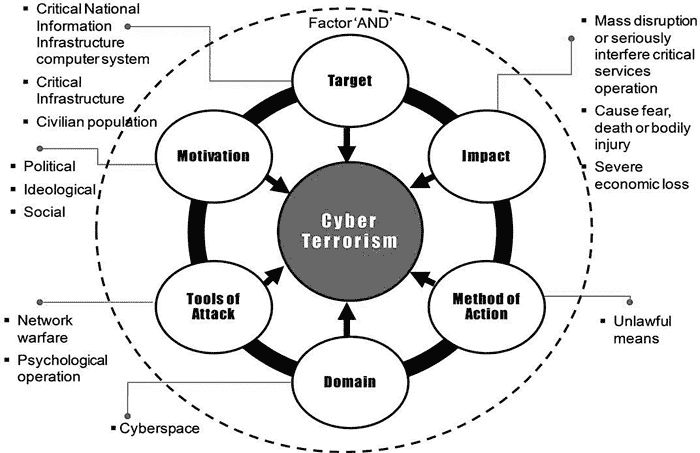 Critical National
Information
Infrastructure
computer system
Critical
Infrastructure
Civilian population
Factor ‘AND’
Mass disruption
or seriously
interfere critical
services
operation
Cause fear,
death or bodily
injury
Severe
economic loss
Target
Motivation
Impact
Political
Ideological
Social
Cyber
Terrorism
Tools of
Attack
Method of
Action
Network
warfare
Psychological
operation
Unlawful
means
Domain
Cyberspace